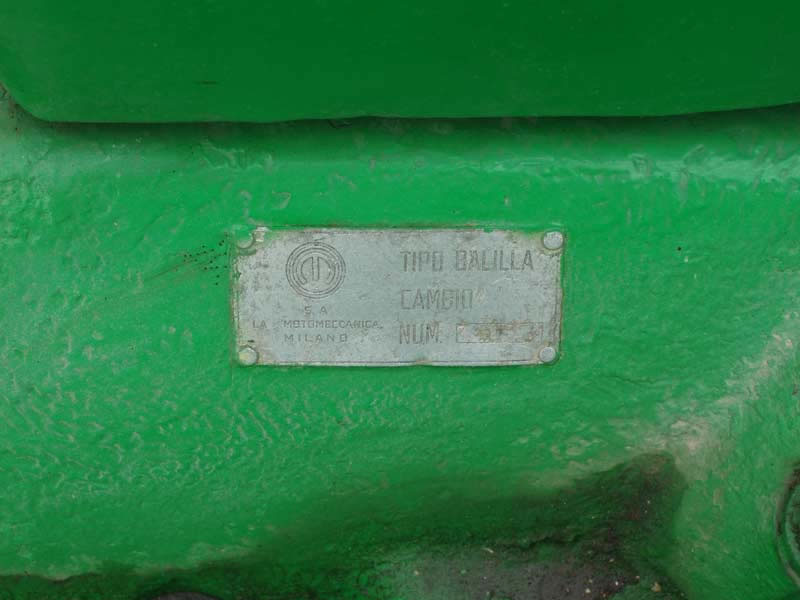 S.A
LA MOTOMECCANICA
MILANO
TIPO BALILLA
CAMBIO
NUM.